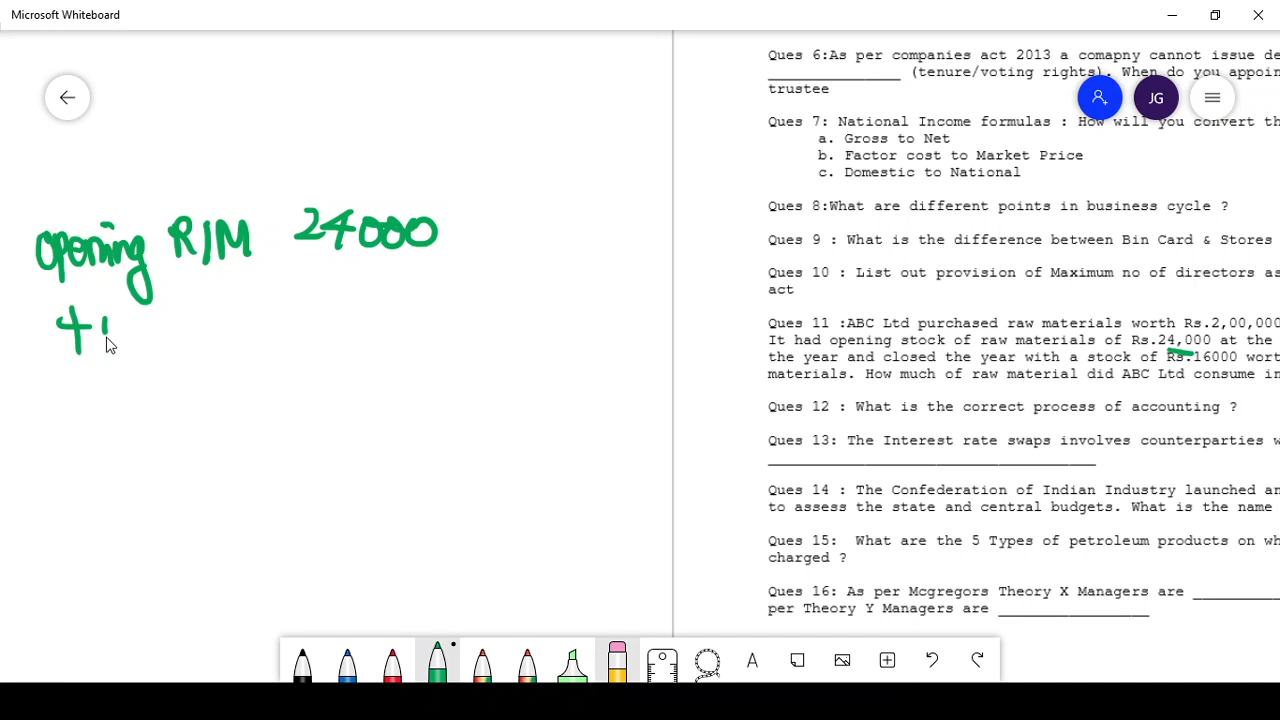 Microsoft Whiteboard
opening R/M 24000
+
Ques 6:As per companies act 2013 a comapny cannot issue de
_______________ (tenure/voting rights). When do you appoin
trustee
JG
Ques 7: National Income formulas : How will you convert th
a. Gross to Net
b. Factor cost to Market Price
c. Domestic to National
Ques 8:What are different points in business cycle ?
Ques 9 : What is the difference between Bin Card & Stores
Ques 10 : List out provision of Maximum no of directors as
act
Ques 11 :ABC Ltd purchased raw materials worth Rs.2,00,000
It had opening stock of raw materials of Rs.24,000 at the
the year and closed the year with a stock of Rs.16000 wort
materials. How much of raw material did ABC Ltd consume in
Ques 12 : What is the correct process of accounting ?
Ques 13: The Interest rate swaps involves counterparties w
_____________________________________
Ques 14 : The Confederation of Indian Industry launched an
to assess the state and central budgets. What is the name
Ques 15:  What are the 5 Types of petroleum products on wh
charged ?
Ques 16: As per Mcgregors Theory X Managers are __________
per Theory Y Managers are _________________
A